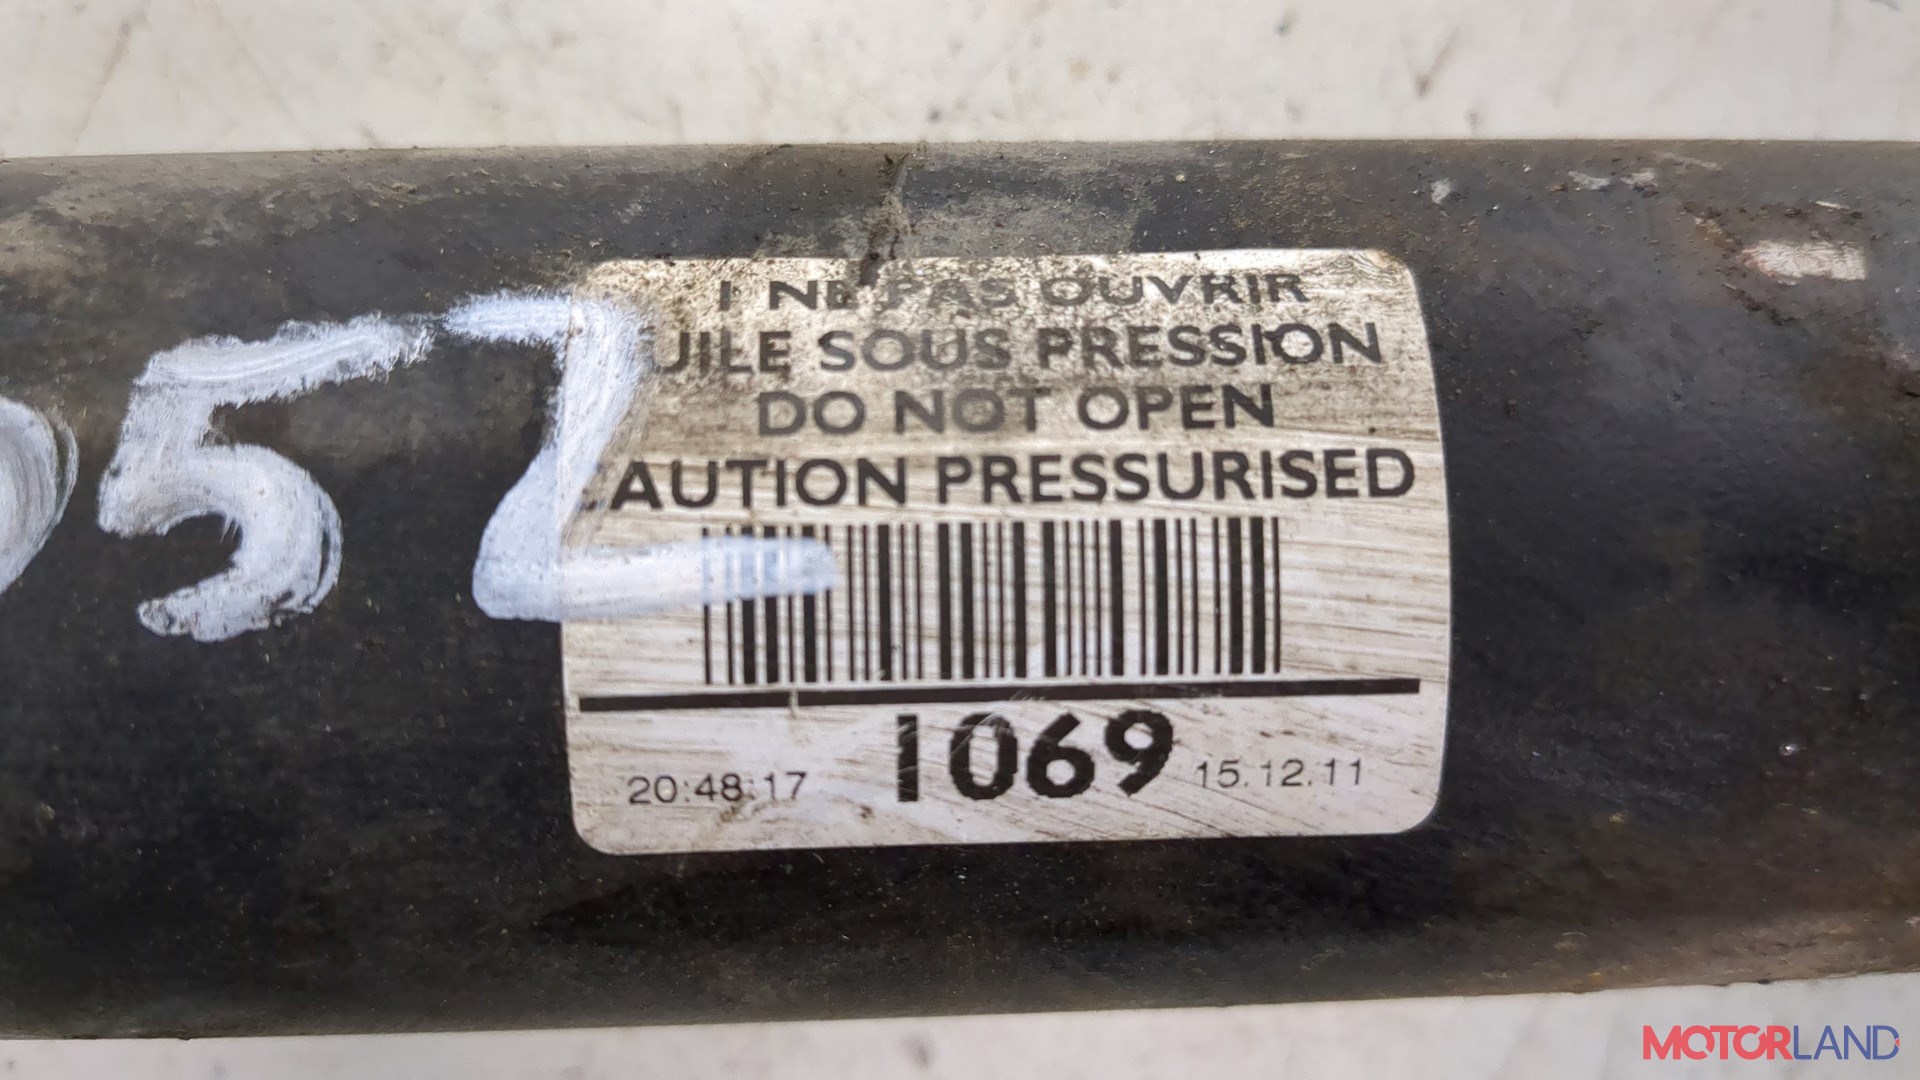 NE PAS OUVRIR
UILE SOUS PRESSION
DO NOT OPEN
AUTION PRESSURISED
1069
20:48:17
15.12.11
052
MOTORLAND